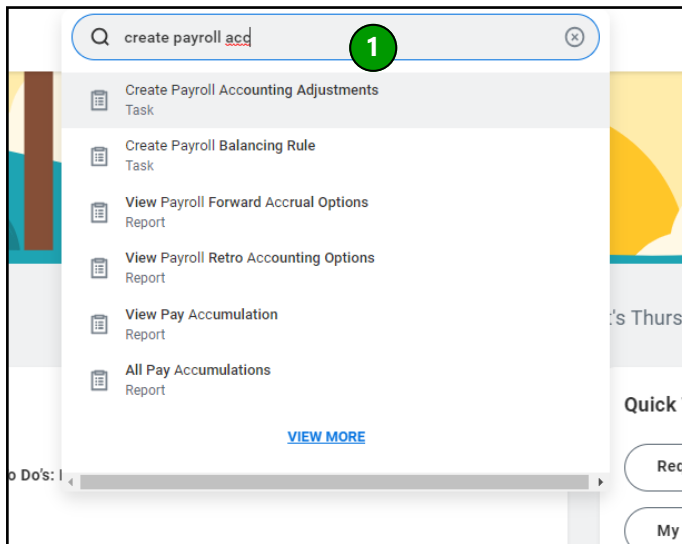 create payroll acc
1
Create Payroll Accounting Adjustments
Task
Create Payroll Balancing Rule
Task
View Payroll Forward Accrual Options
Report
View Payroll Retro Accounting Options
Report
View Pay Accumulation
Report
's Thurs
All Pay Accumulations
Report
Quick
VIEW MORE
o Do's:
Rec
My